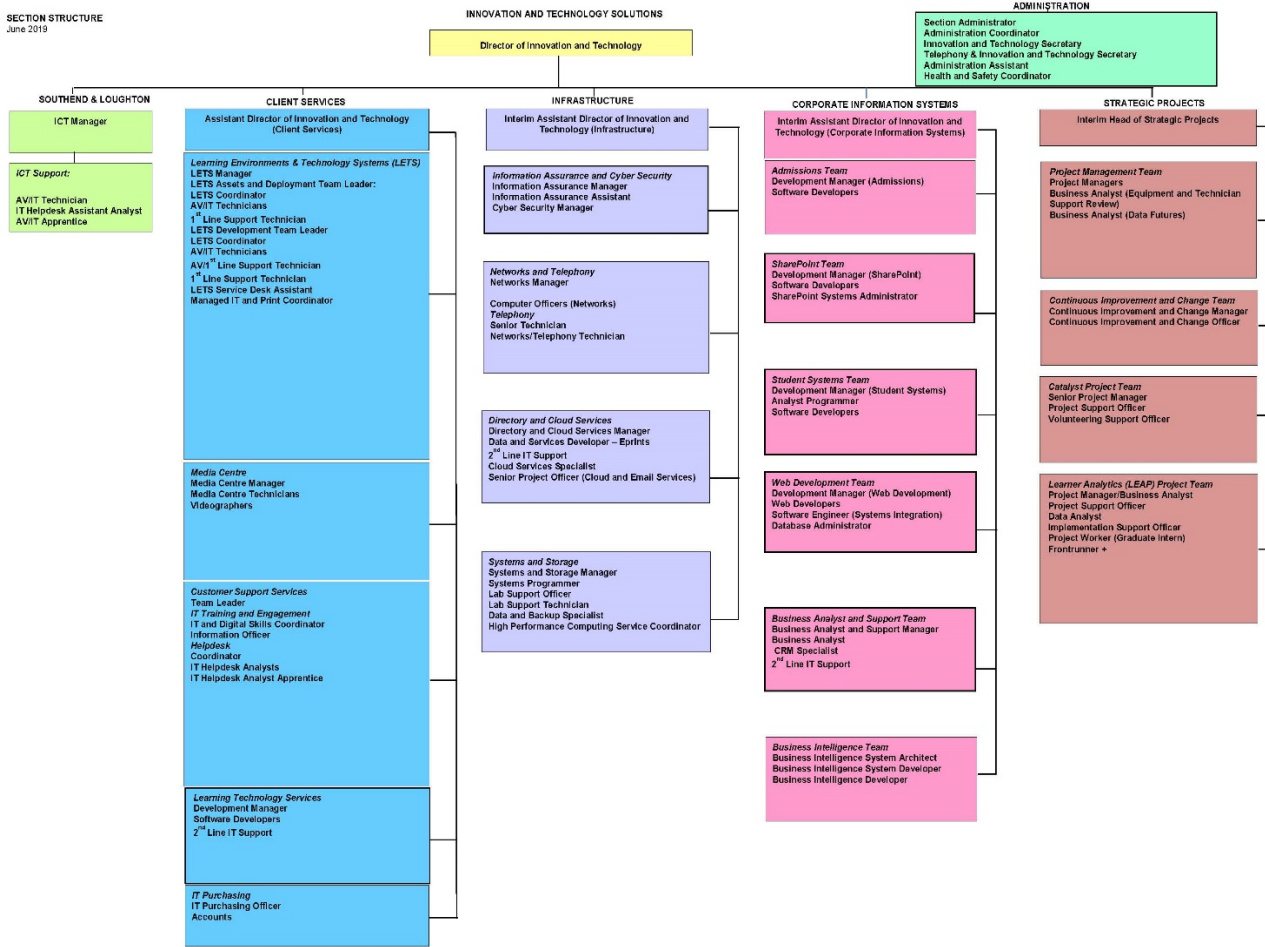 SECTION STRUCTURE
June 2019
INNOVATION AND TECHNOLOGY SOLUTIONS
Director of Innovation and Technology
ADMINISTRATION
Section Administrator
Administration Coordinator
Innovation and Technology Secretary
Telephony & Innovation and Technology Secretary
Administration Assistant
Health and Safety Coordinator
SOUTHEND & LOUGHTON
ICT Manager
ICT Support:
AV/IT Technician
IT Helpdesk Assistant Analyst
AV/IT Apprentice
CLIENT SERVICES
Assistant Director of Innovation and Technology
(Client Services)
Learning Environments & Technology Systems (LETS)
LETS Manager
LETS Assets and Deployment Team Leader:
LETS Coordinator
AV/IT Technicians
1st Line Support Technician
LETS Development Team Leader
LETS Coordinator
AV/IT Technicians
AV/1st Line Support Technician
1st Line Support Technician
LETS Service Desk Assistant
Managed IT and Print Coordinator
Media Centre
Media Centre Manager
Media Centre Technicians
Videographers
Customer Support Services
Team Leader
IT Training and Engagement
IT and Digital Skills Coordinator
Information Officer
Helpdesk
Coordinator
IT Helpdesk Analysts
IT Helpdesk Analyst Apprentice
Learning Technology Services
Development Manager
Software Developers
2nd Line IT Support
IT Purchasing
IT Purchasing Officer
Accounts
INFRASTRUCTURE
Interim Assistant Director of Innovation and
Technology (Infrastructure)
Information Assurance and Cyber Security
Information Assurance Manager
Information Assurance Assistant
Cyber Security Manager
Networks and Telephony
Networks Manager
Computer Officers (Networks)
Telephony
Senior Technician
Networks/Telephony Technician
Directory and Cloud Services
Directory and Cloud Services Manager
Data and Services Developer – Eprints
2nd Line IT Support
Cloud Services Specialist
Senior Project Officer (Cloud and Email Services)
Systems and Storage
Systems and Storage Manager
Systems Programmer
Lab Support Officer
Lab Support Technician
Data and Backup Specialist
High Performance Computing Service Coordinator
CORPORATE INFORMATION SYSTEMS
Interim Assistant Director of Innovation and
Technology (Corporate Information Systems)
Admissions Team
Development Manager (Admissions)
Software Developers
SharePoint Team
Development Manager (SharePoint)
Software Developers
SharePoint Systems Administrator
Student Systems Team
Development Manager (Student Systems)
Analyst Programmer
Software Developers
Web Development Team
Development Manager (Web Development)
Web Developers
Software Engineer (Systems Integration)
Database Administrator
Business Analyst and Support Team
Business Analyst and Support Manager
Business Analyst
CRM Specialist
2nd Line IT Support
Business Intelligence Team
Business Intelligence System Architect
Business Intelligence System Developer
Business Intelligence Developer
STRATEGIC PROJECTS
Interim Head of Strategic Projects
Project Management Team
Project Managers
Business Analyst (Equipment and Technician
Support Review)
Business Analyst (Data Futures)
Continuous Improvement and Change Team
Continuous Improvement and Change Manager
Continuous Improvement and Change Officer
Catalyst Project Team
Senior Project Manager
Project Support Officer
Volunteering Support Officer
Learner Analytics (LEAP) Project Team
Project Manager/Business Analyst
Project Support Officer
Data Analyst
Implementation Support Officer
Project Worker (Graduate Intern)
Frontrunner +